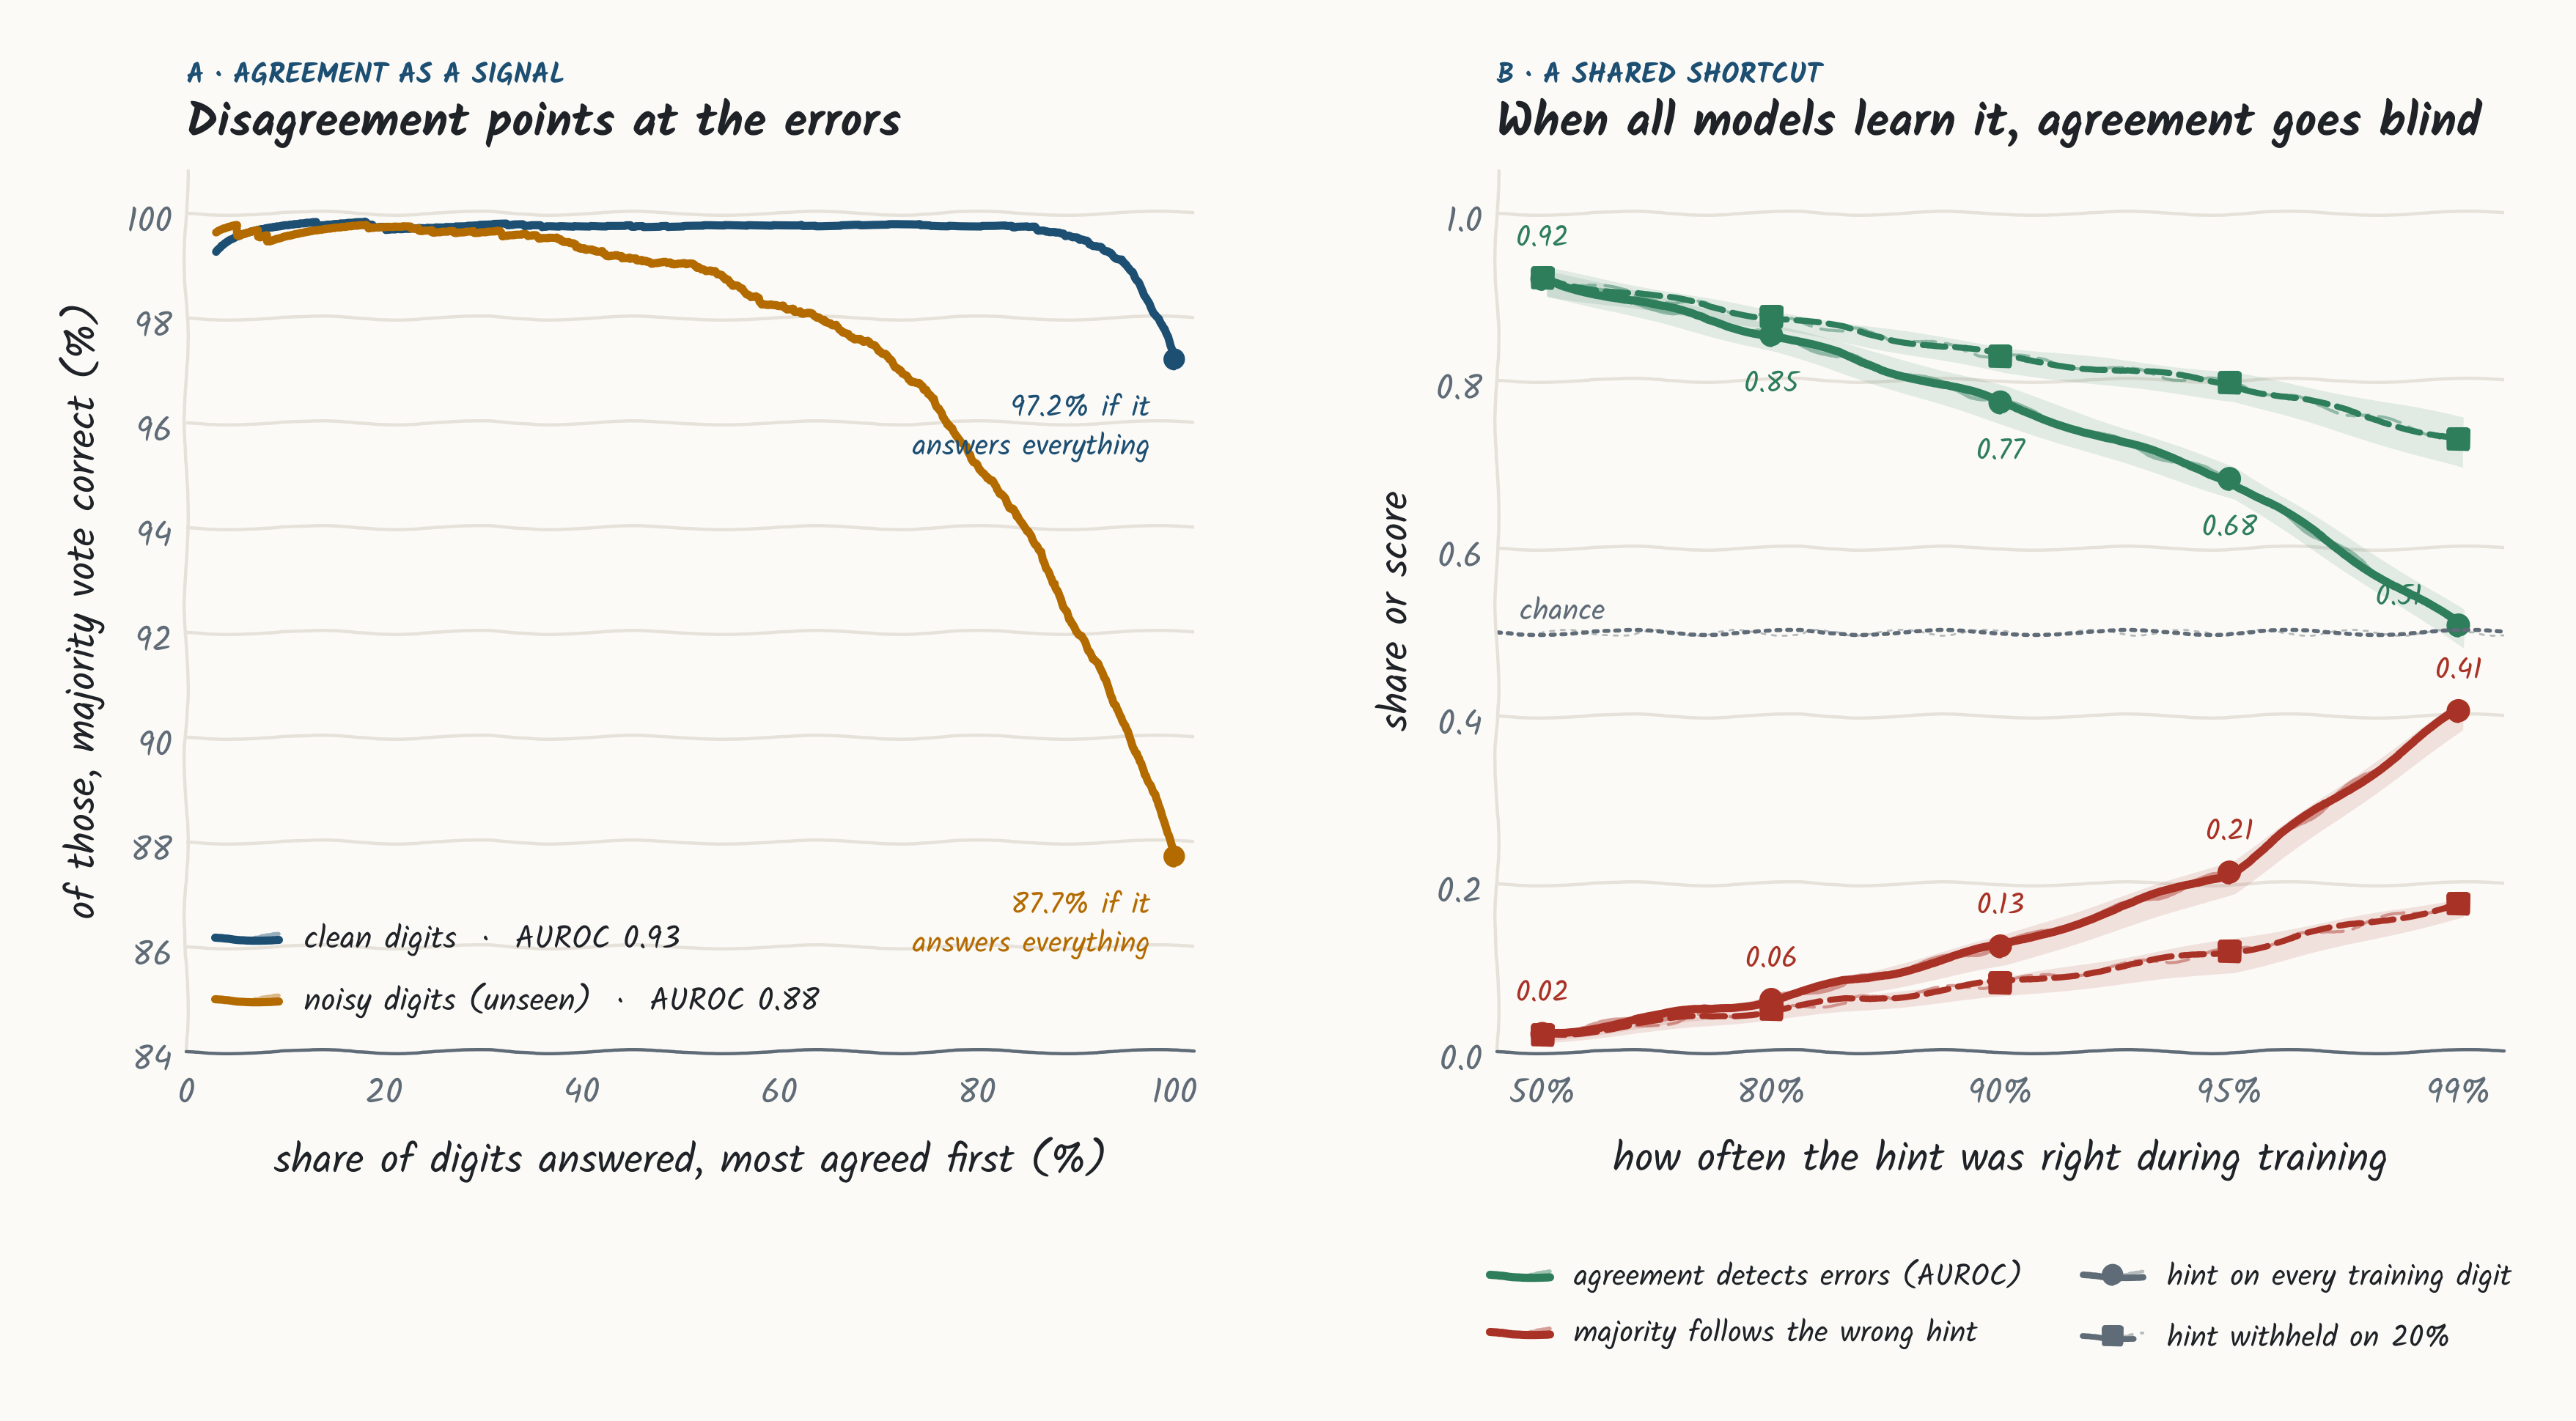 A · AGREEMENT AS A SIGNAL
Disagreement points at the errors
of those, majority vote correct (%)
100
98
96
94
92
90
88
86
84
97.2% if it
answers everything
87.7% if it
answers everything
clean digits · AUROC 0.93
noisy digits (unseen) · AUROC 0.88
0 20 40 60 80 100
share of digits answered, most agreed first (%)
B · A SHARED SHORTCUT
When all models learn it, agreement goes blind
share or score
1.0
0.8
0.6
0.4
0.2
0.0
0.92
0.85
0.77
0.68
0.51
chance
0.41
0.21
0.13
0.06
0.02
50% 80% 90% 95% 99%
how often the hint was right during training
agreement detects errors (AUROC)
majority follows the wrong hint
hint on every training digit
hint withheld on 20%